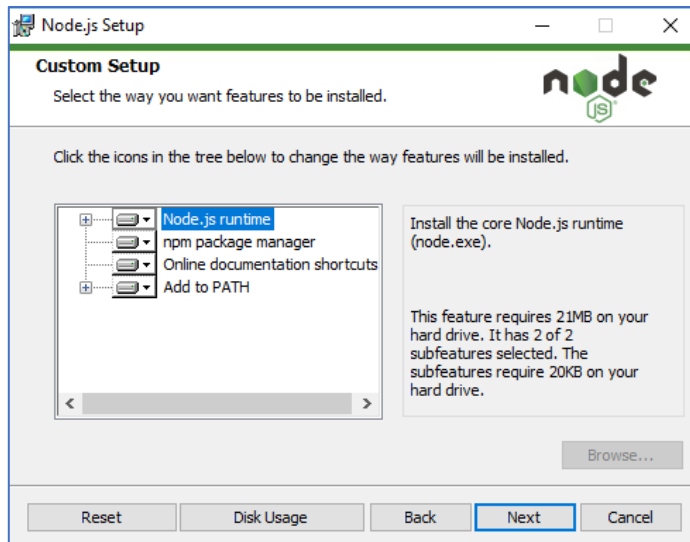 Node.js Setup
Custom Setup
Select the way you want features to be installed.
node
JS
Click the icons in the tree below to change the way features will be installed.
Node.js runtime
npm package manager
Online documentation shortcuts
Add to PATH
Install the core Node.js runtime
(node.exe).
This feature requires 21MB on your
hard drive. It has 2 of 2
subfeatures selected. The
subfeatures require 20KB on your
hard drive.
Browse...
Reset Disk Usage Back Next Cancel